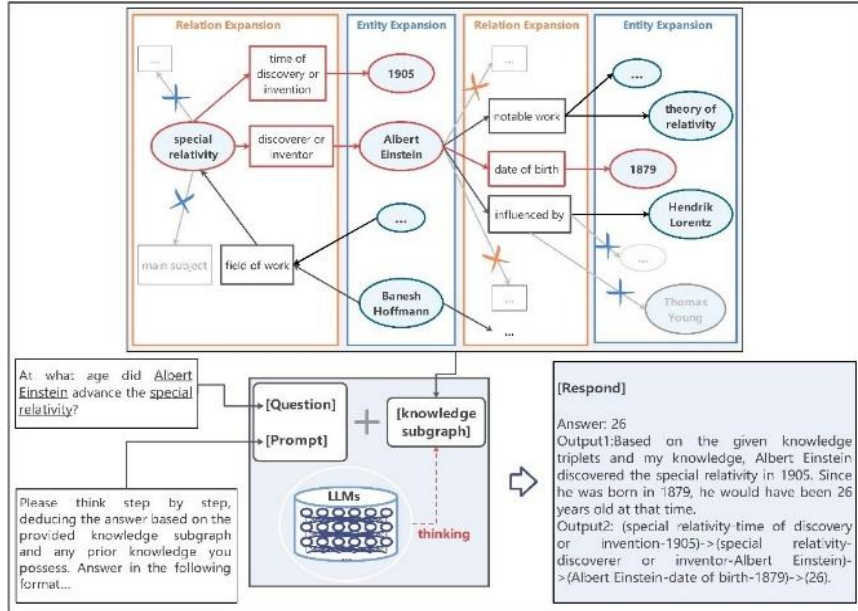 Relation Expansion
Entity Expansion
Relation Expansion
Entity Expansion
...
time of
discovery or
invention
1905
...
...
notable work
theory of
relativity
special
relativity
discoverer or
inventor
Albert
Einstein
date of birth
1879
...
influenced by
Hendrik
Lorentz
main subject
field of work
...
Banesh
Hoffmann
...
...
Thomas
Young
At what age did Albert
Einstein advance the special
relativity?
[Question]
[Prompt]
+
[knowledge
subgraph]
LLMs
...
thinking
Please think step by step,
deducing the answer based on the
provided knowledge subgraph
and any prior knowledge you
possess. Answer in the following
format...
[Respond]
Answer: 26
Output1:Based on the given knowledge
triplets and my knowledge, Albert Einstein
discovered the special relativity in 1905. Since
he was born in 1879, he would have been 26
years old at that time.
Output2: (special relativity-time of discovery
or invention-1905)->(special relativity-
discoverer or inventor-Albert Einstein)-
>(Albert Einstein-date of birth-1879)->(26).